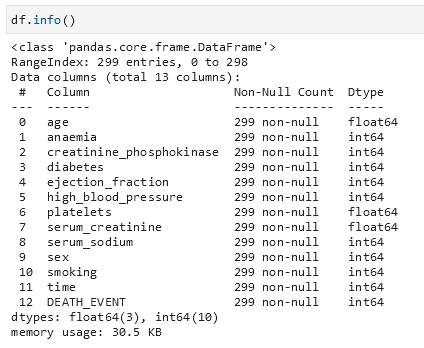 df.info()
<class 'pandas.core.frame.DataFrame'>
RangeIndex: 299 entries, 0 to 298
Data columns (total 13 columns):
 #   Column                    Non-Null Count  Dtype
---  ------                    --------------  -----
 0   age                       299 non-null    float64
 1   anaemia                   299 non-null    int64
 2   creatinine_phosphokinase  299 non-null    int64
 3   diabetes                  299 non-null    int64
 4   ejection_fraction         299 non-null    int64
 5   high_blood_pressure       299 non-null    int64
 6   platelets                 299 non-null    float64
 7   serum_creatinine          299 non-null    float64
 8   serum_sodium              299 non-null    int64
 9   sex                       299 non-null    int64
 10  smoking                   299 non-null    int64
 11  time                      299 non-null    int64
 12  DEATH_EVENT               299 non-null    int64
dtypes: float64(3), int64(10)
memory usage: 30.5 KB